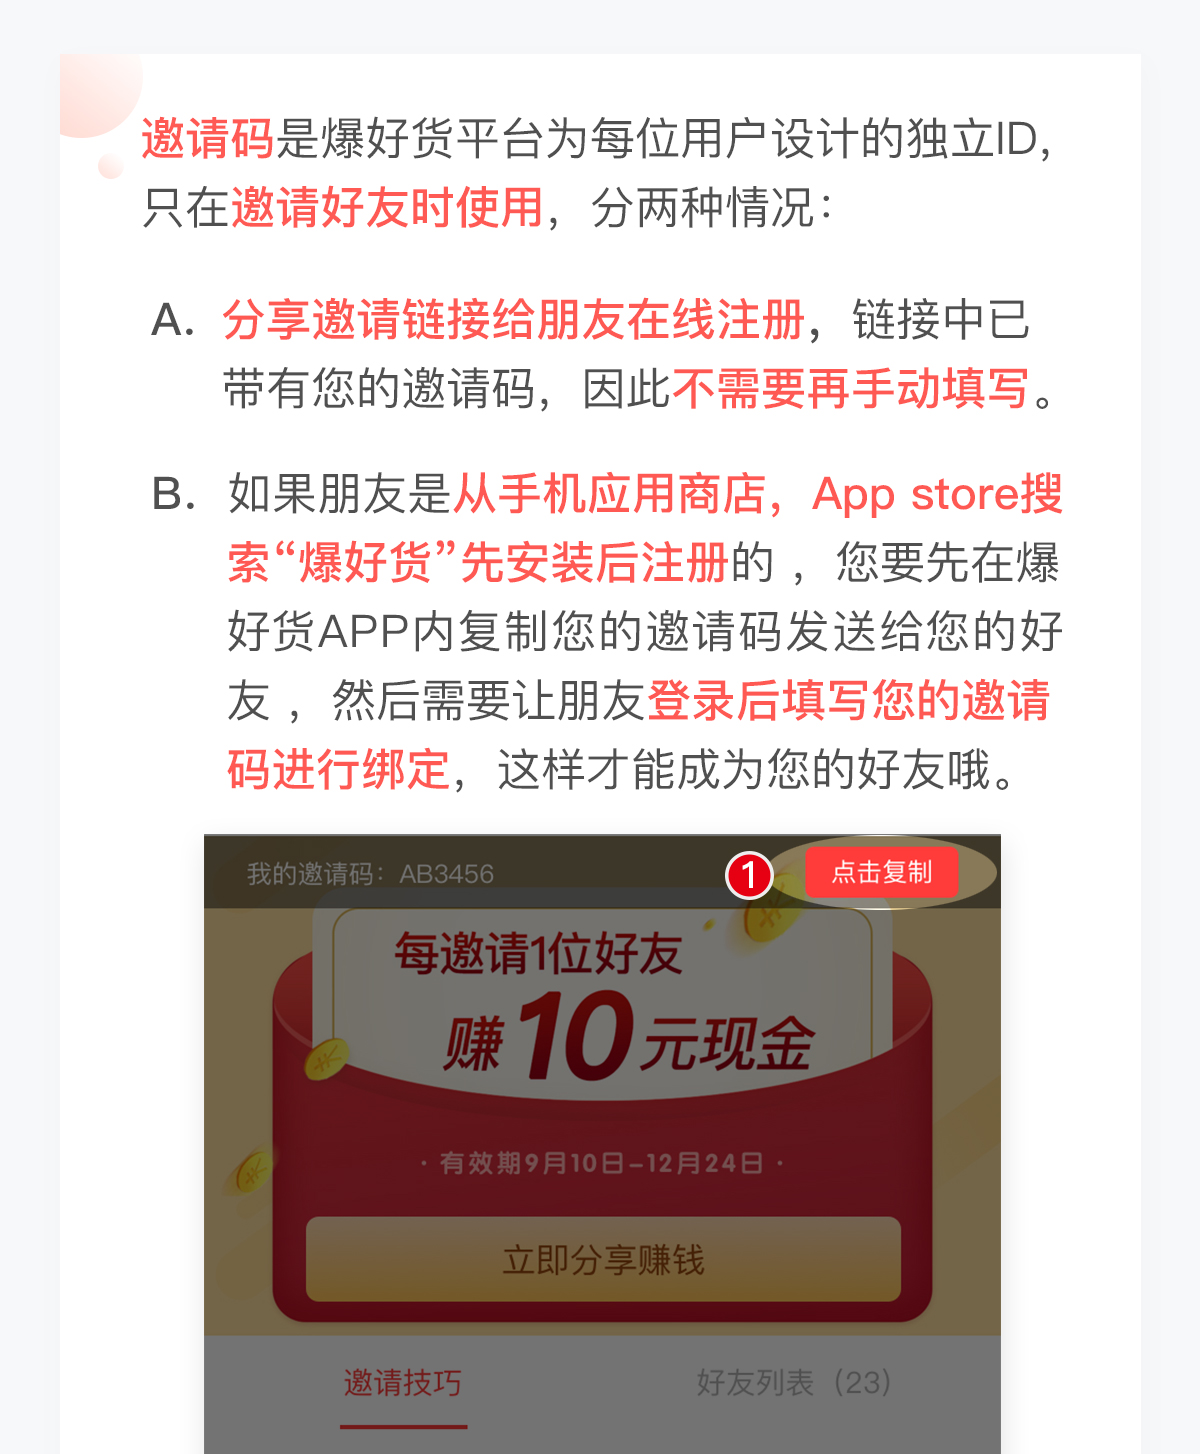 邀请码是爆好货平台为每位用户设计的独立ID,
只在邀请好友时使用，分两种情况：
A. 分享邀请链接给朋友在线注册，链接中已
带有您的邀请码，因此不需要再手动填写。
B. 如果朋友是从手机应用商店，App store搜
索“爆好货”先安装后注册的 ，您要先在爆
好货APP内复制您的邀请码发送给您的好
友 ，然后需要让朋友登录后填写您的邀请
码进行绑定，这样才能成为您的好友哦。
我的邀请码：AB3456 1 点击复制
每邀请1位好友
赚10元现金
· 有效期9月10日-12月24日 ·
立即分享赚钱
邀请技巧 好友列表（23）